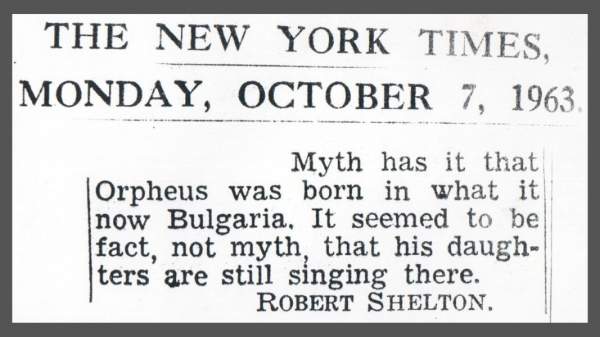 THE NEW YORK TIMES,
MONDAY, OCTOBER 7, 1963.
Myth has it that
Orpheus was born in what it
now Bulgaria. It seemed to be
fact, not myth, that his daugh-
ters are still singing there.
ROBERT SHELTON.